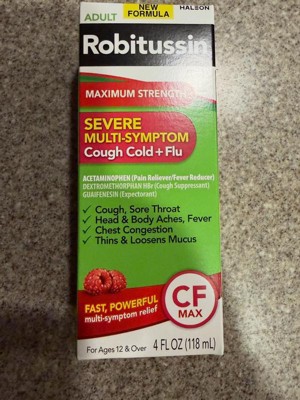 ADULT
NEW
FORMULA
HALEON
Robitussin
MAXIMUM STRENGTH
SEVERE
MULTI-SYMPTOM
Cough Cold + Flu
ACETAMINOPHEN (Pain Reliever/Fever Reducer)
DEXTROMETHORPHAN HBr (Cough Suppressant)
GUAIFENESIN (Expectorant)
✓ Cough, Sore Throat
✓ Head & Body Aches, Fever
✓ Chest Congestion
✓ Thins & Loosens Mucus
FAST, POWERFUL
multi-symptom relief
CF
MAX
For Ages 12 & Over
4 FL OZ (118 mL)